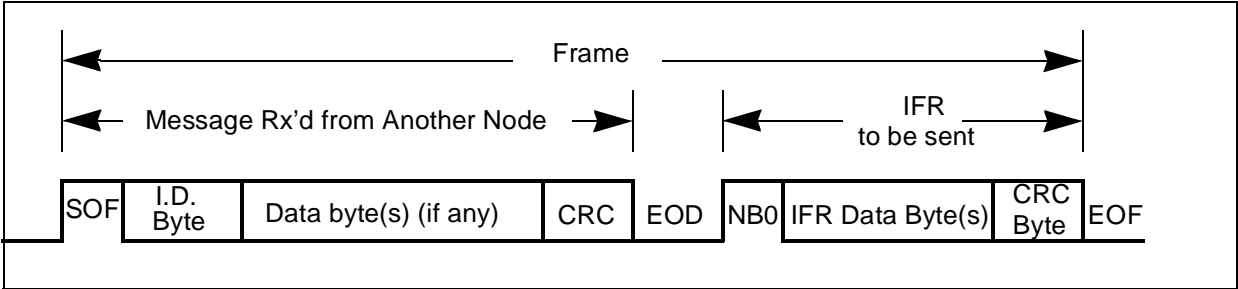 Frame
Message Rx'd from Another Node
IFR
to be sent
SOF
I.D.
Byte
Data byte(s) (if any)
CRC
EOD
NB0
IFR Data Byte(s)
CRC
Byte
EOF